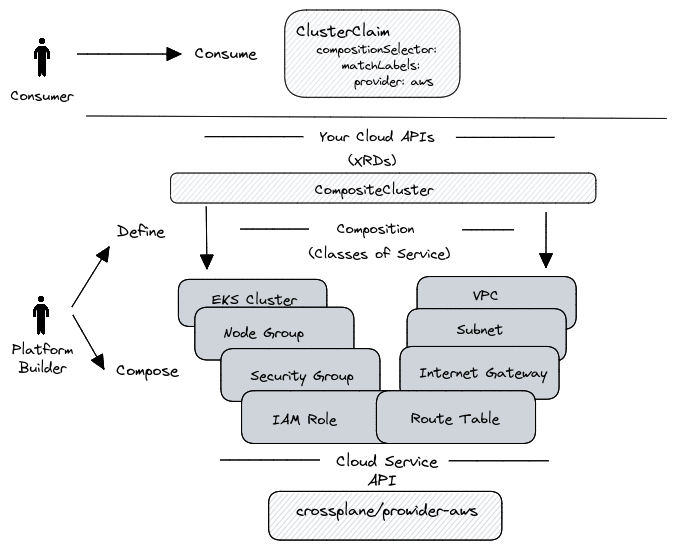 ClusterClaim
compositionSelector:
matchLabels:
provider: aws
Consume
Consumer
Your Cloud APIs
(XRDs)
CompositeCluster
Define
Composition
(Classes of Service)
EKS Cluster
VPC
Node Group
Subnet
Platform
Builder
Compose
Security Group
Internet Gateway
IAM Role
Route Table
Cloud Service
API
crossplane/provider-aws